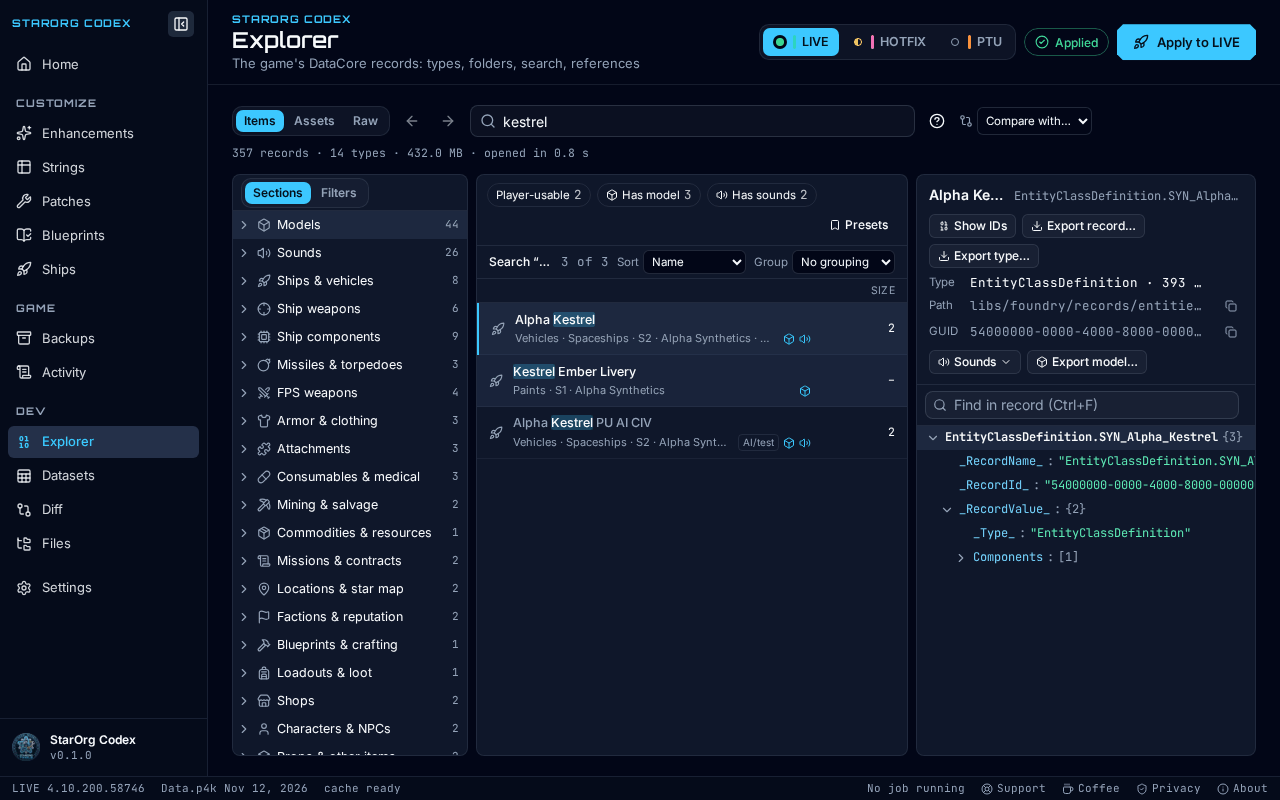 STARORG CODEX
Home
CUSTOMIZE
Enhancements
Strings
Patches
Blueprints
Ships
GAME
Backups
Activity
DEV
Explorer
Datasets
Diff
Files
Settings
StarOrg Codex
v0.1.0
STARORG CODEX
Explorer
The game's DataCore records: types, folders, search, references
LIVE
HOTFIX
PTU
Applied
Apply to LIVE
Items Assets Raw
kestrel
Compare with...
357 records · 14 types · 432.0 MB · opened in 0.8 s
Sections Filters
Models 44
Sounds 26
Ships & vehicles 8
Ship weapons 6
Ship components 9
Missiles & torpedoes 3
FPS weapons 4
Armor & clothing 3
Attachments 3
Consumables & medical 3
Mining & salvage 2
Commodities & resources 1
Missions & contracts 2
Locations & star map 2
Factions & reputation 2
Blueprints & crafting 1
Loadouts & loot 1
Shops 2
Characters & NPCs 2
Player-usable 2
Has model 3
Has sounds 2
Presets
Search “... 3 of 3 Sort Name Group No grouping
SIZE
Alpha Kestrel
Vehicles · Spaceships · S2 · Alpha Synthetics · ...
2
Kestrel Ember Livery
Paints · S1 · Alpha Synthetics
–
Alpha Kestrel PU AI CIV
Vehicles · Spaceships · S2 · Alpha Synt... AI/test
2
Alpha Ke... EntityClassDefinition.SYN_Alpha...
Show IDs
Export record...
Export type...
Type EntityClassDefinition · 393 ...
Path libs/foundry/records/entitie...
GUID 54000000-0000-4000-8000-0000...
Sounds
Export model...
Find in record (Ctrl+F)
EntityClassDefinition.SYN_Alpha_Kestrel {3}
_RecordName_ : "EntityClassDefinition.SYN_A
_RecordId_ : "54000000-0000-4000-8000-00000
_RecordValue_ : {2}
_Type_ : "EntityClassDefinition"
Components : [1]
LIVE 4.10.200.58746 Data.p4k Nov 12, 2026 cache ready
No job running Support Coffee Privacy About